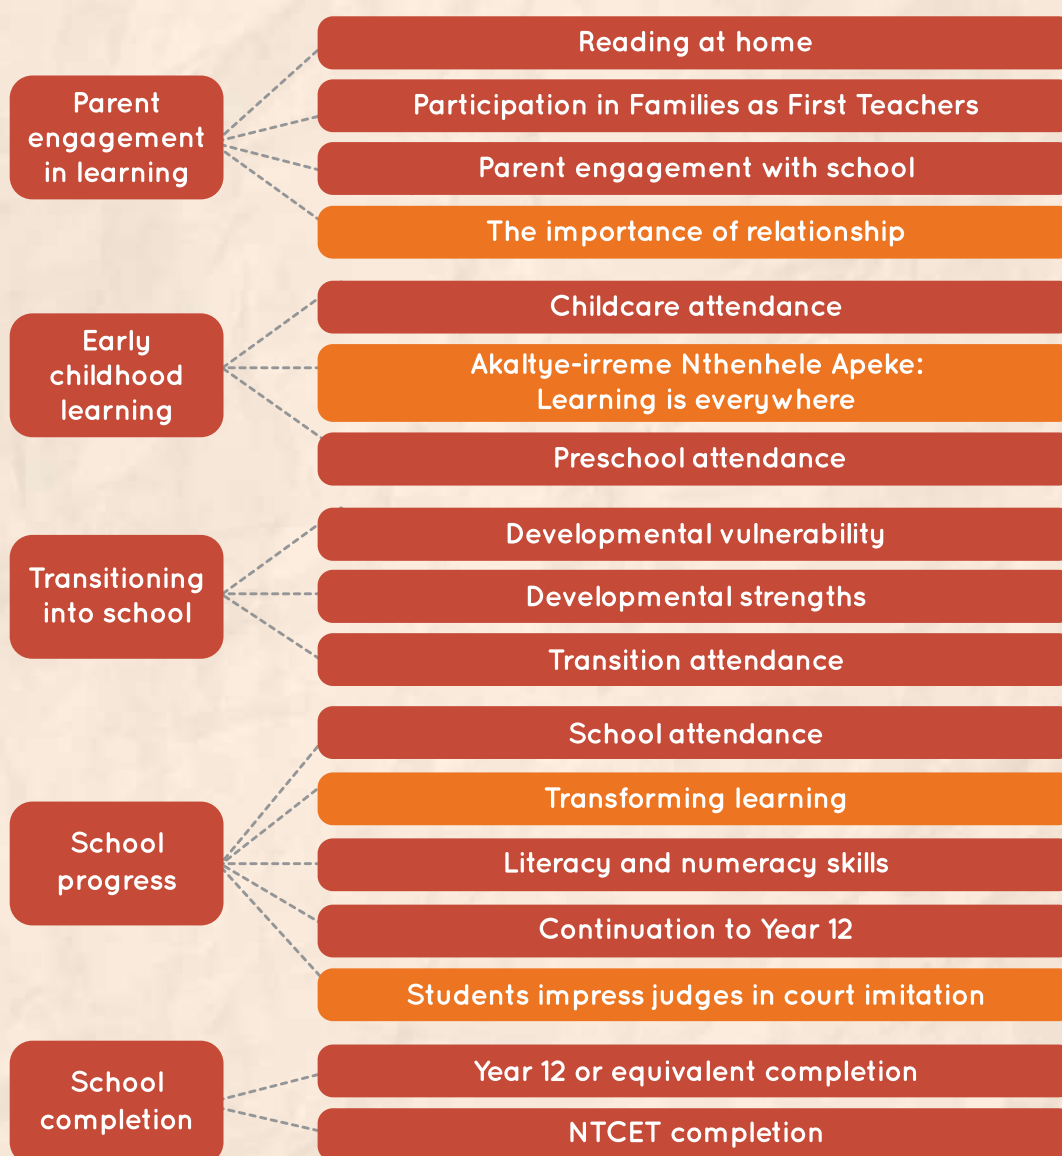 Parent
engagement
in learning
Reading at home
Participation in Families as First Teachers
Parent engagement with school
The importance of relationship
Early
childhood
learning
Childcare attendance
Akaltye-irreme Nthenhele Apeke:
Learning is everywhere
Preschool attendance
Transitioning
into school
Developmental vulnerability
Developmental strengths
Transition attendance
School
progress
School attendance
Transforming learning
Literacy and numeracy skills
Continuation to Year 12
Students impress judges in court imitation
School
completion
Year 12 or equivalent completion
NTCET completion